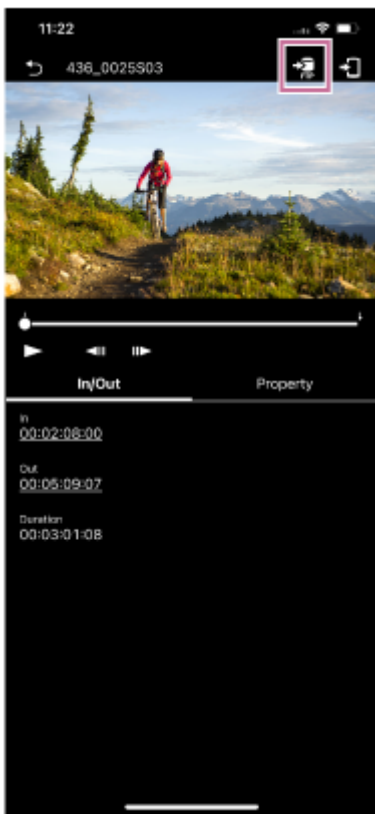 11:22
436_0025S03
FTP
In/Out
Property
In
00:02:08:00
Out
00:05:09:07
Duration
00:03:01:08